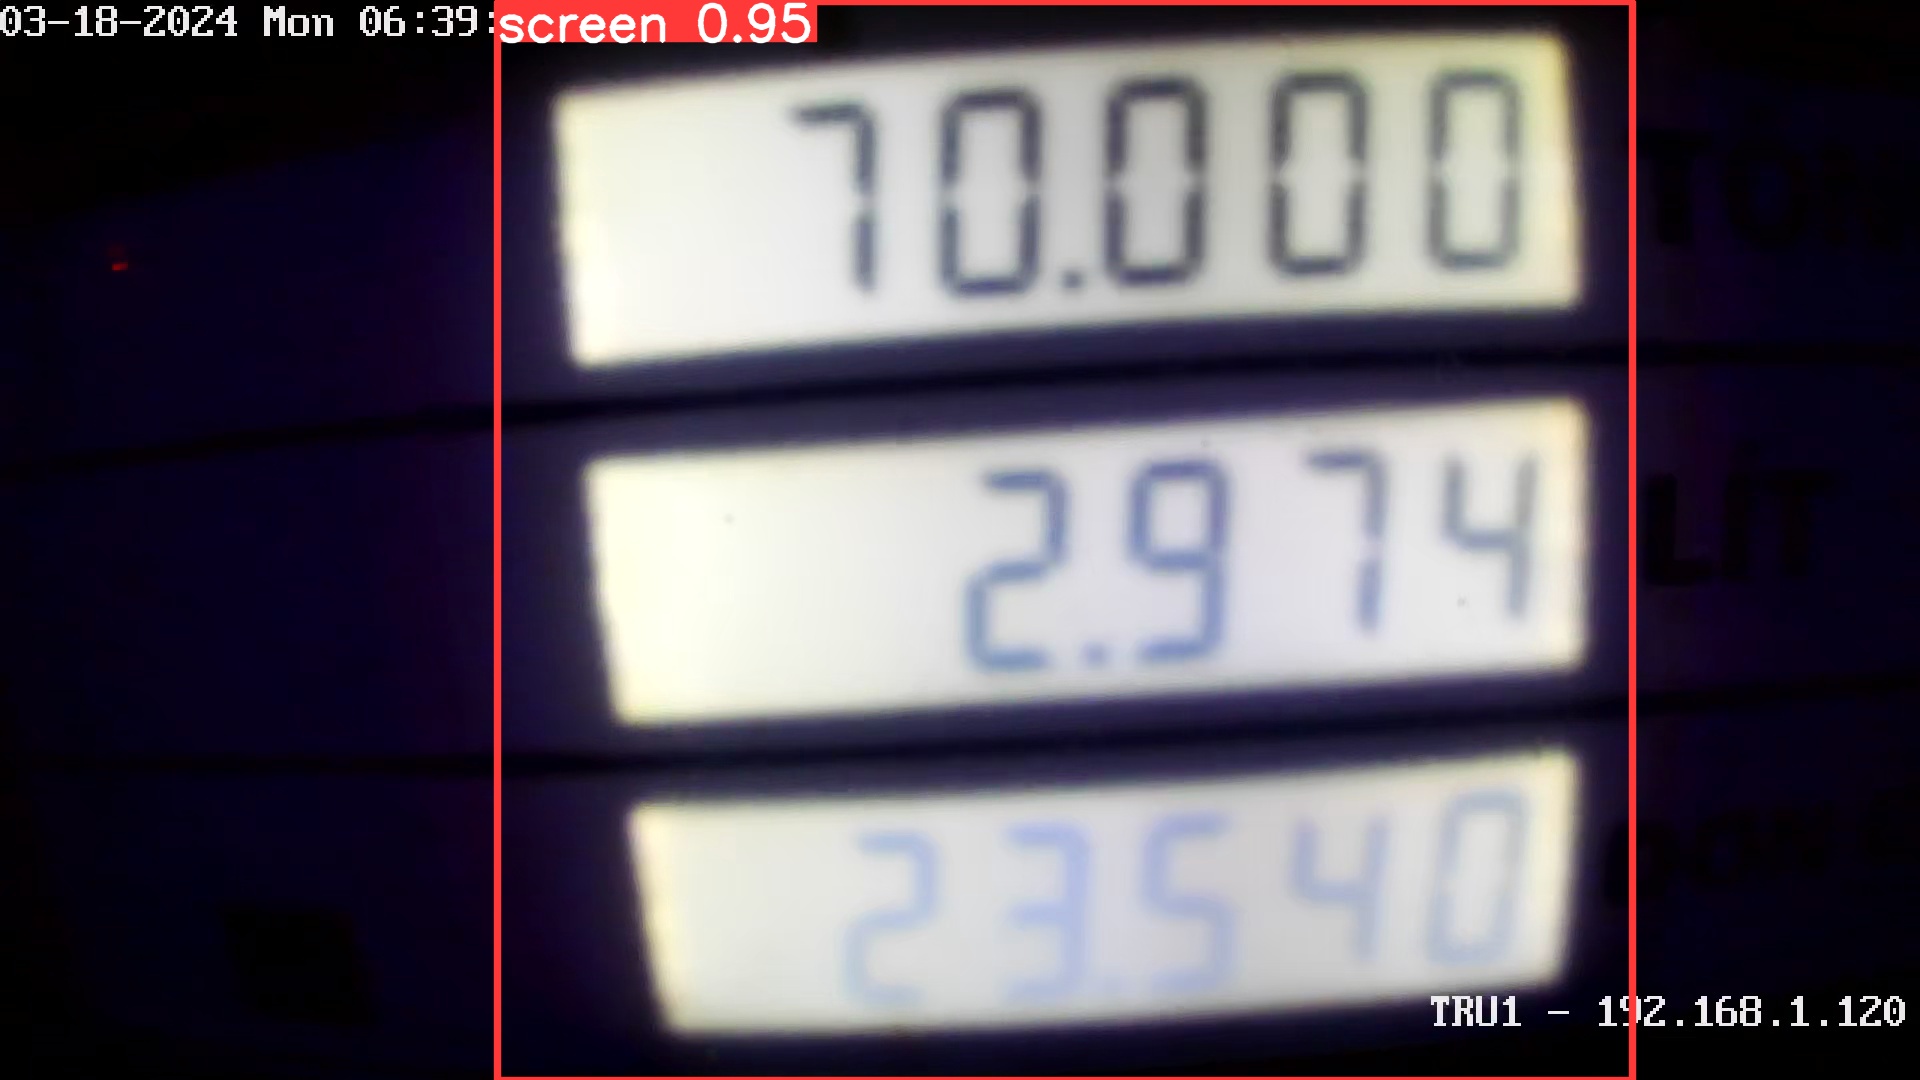 03-18-2024 Mon 06:39:
screen 0.95
70.000
2.974
LÍT
23.540
TRU1 - 192.168.1.120